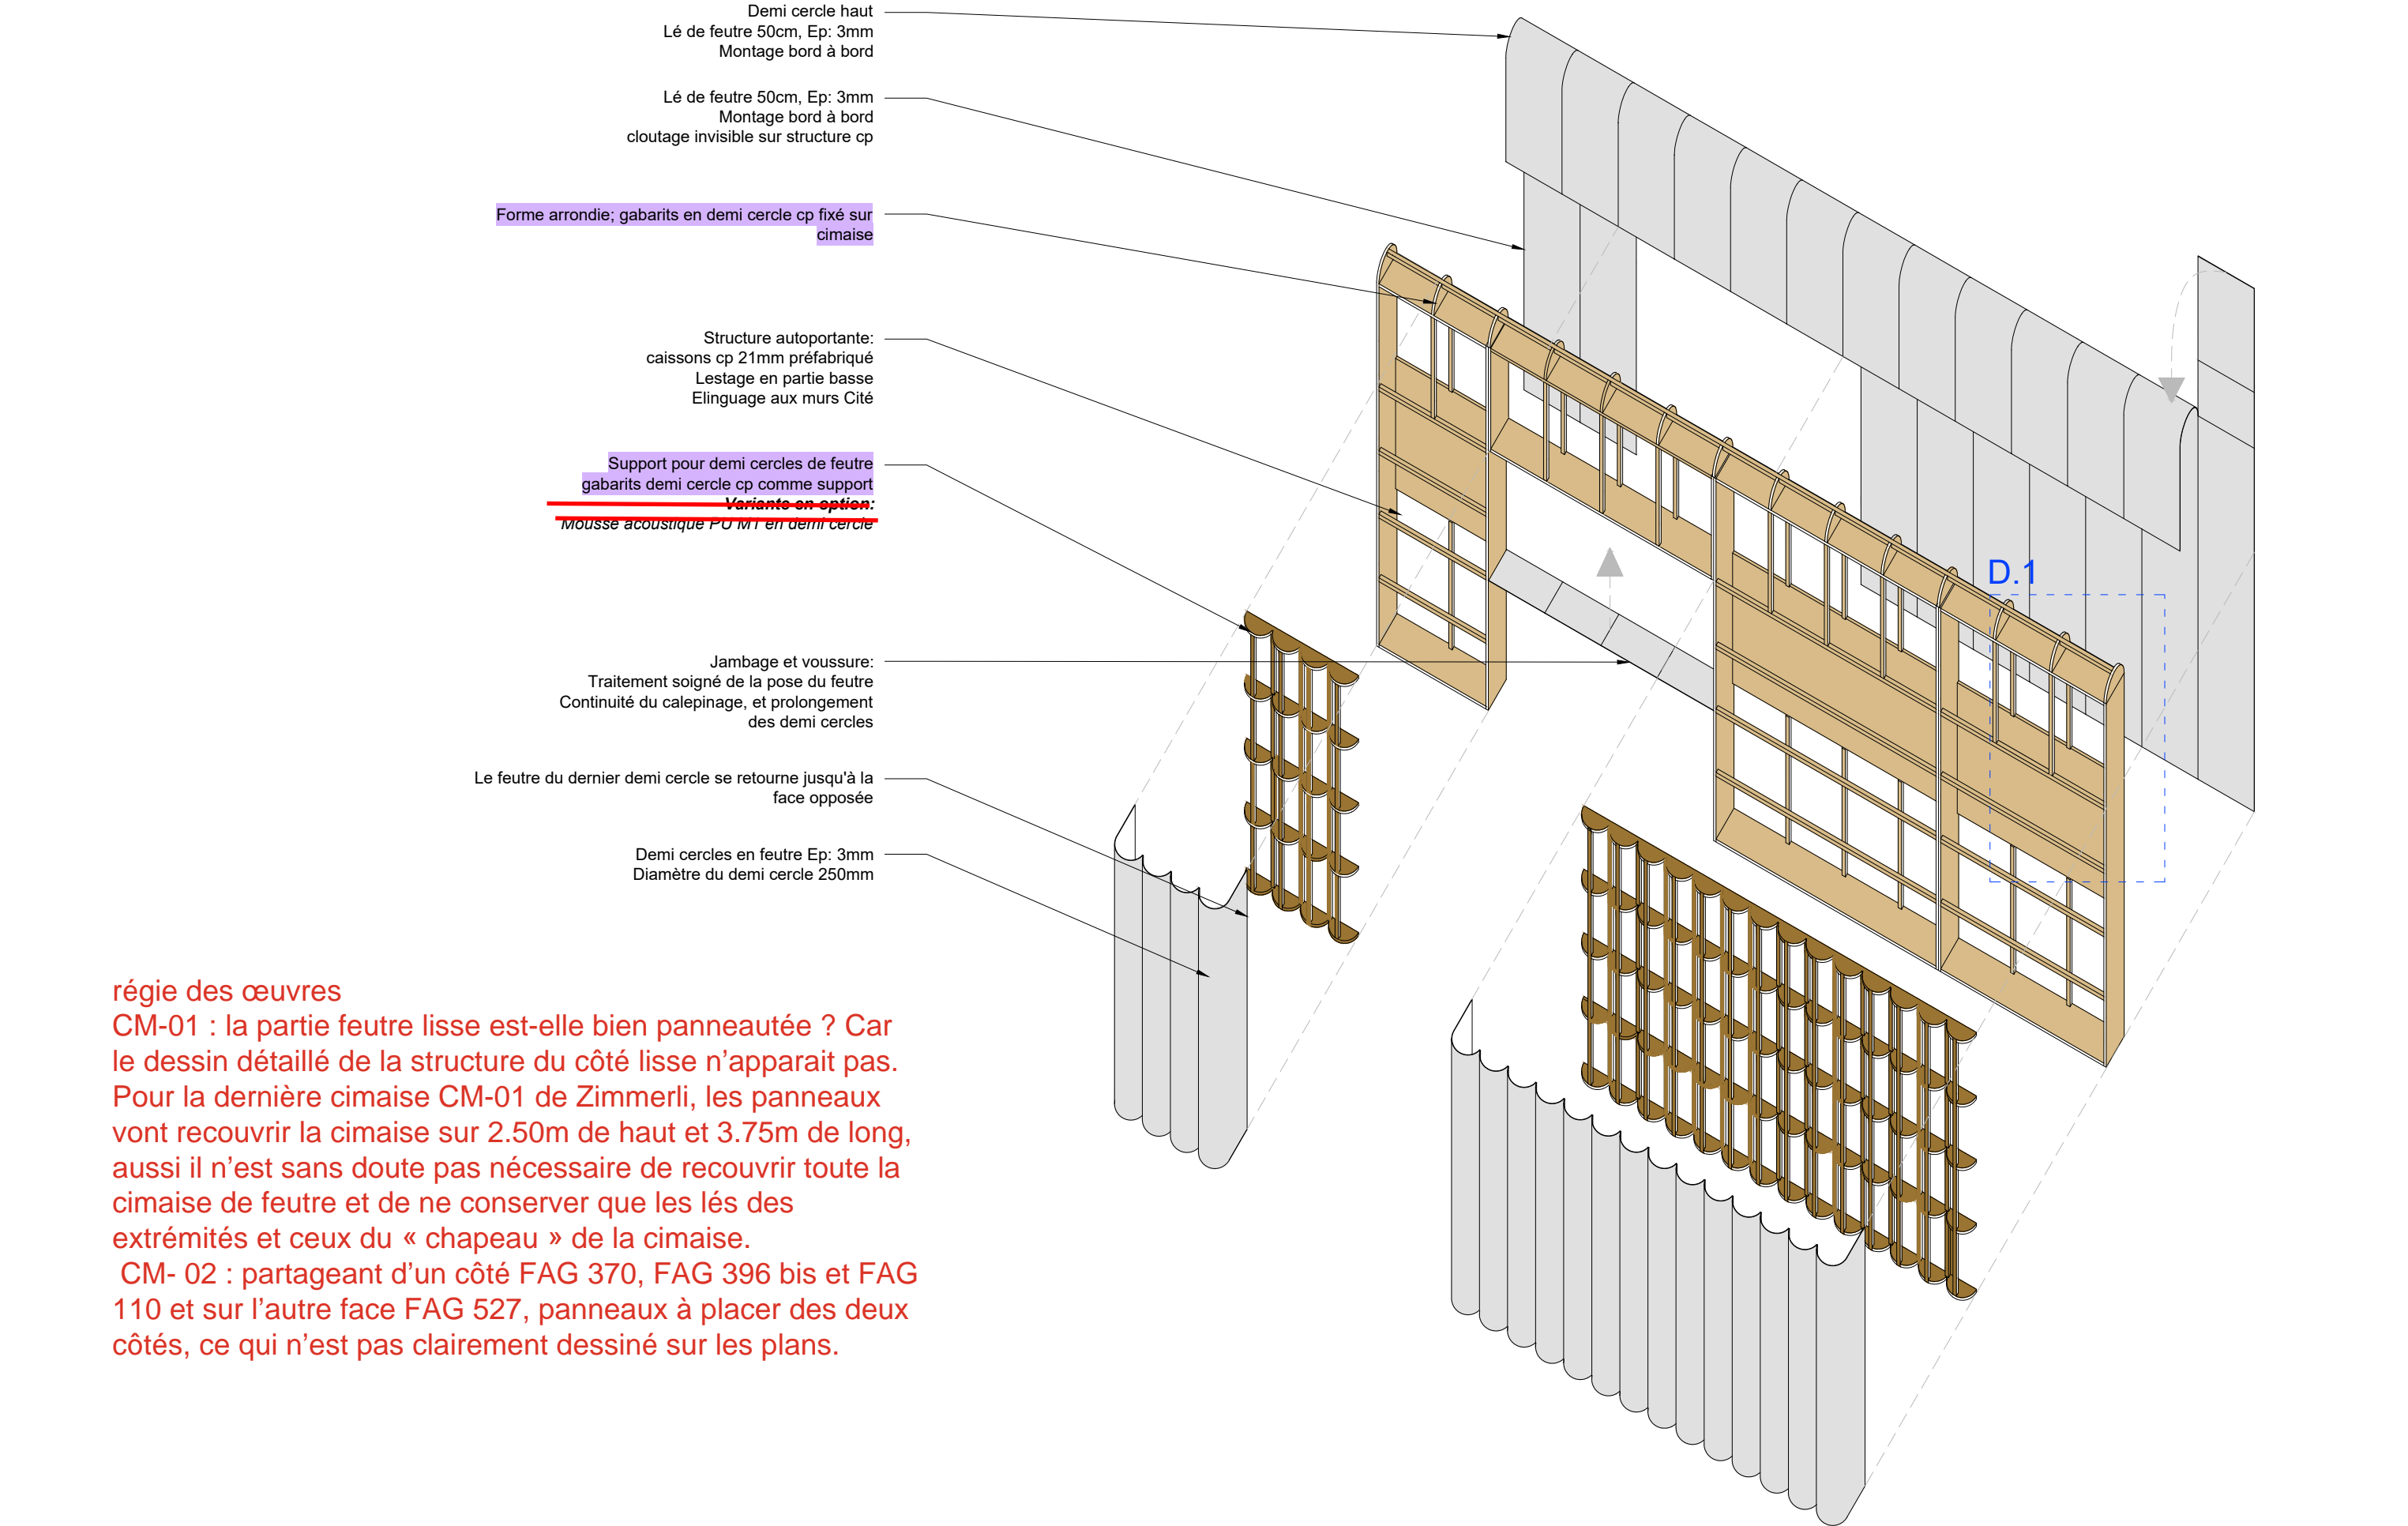 Demi cercle haut
Lé de feutre 50cm, Ep: 3mm
Montage bord à bord
Lé de feutre 50cm, Ep: 3mm
Montage bord à bord
cloutage invisible sur structure cp
Forme arrondie; gabarits en demi cercle cp fixé sur
cimaise
Structure autoportante:
caissons cp 21mm préfabriqué
Lestage en partie basse
Elinguage aux murs Cité
Support pour demi cercles de feutre
gabarits demi cercle cp comme support
Variante en option:
Mousse acoustique PU M1 en demi cercle
D.1
Jambage et voussure:
Traitement soigné de la pose du feutre
Continuité du calepinage, et prolongement
des demi cercles
Le feutre du dernier demi cercle se retourne jusqu'à la
face opposée
Demi cercles en feutre Ep: 3mm
Diamètre du demi cercle 250mm
régie des œuvres
CM-01 : la partie feutre lisse est-elle bien panneautée ? Car
le dessin détaillé de la structure du côté lisse n’apparait pas.
Pour la dernière cimaise CM-01 de Zimmerli, les panneaux
vont recouvrir la cimaise sur 2.50m de haut et 3.75m de long,
aussi il n’est sans doute pas nécessaire de recouvrir toute la
cimaise de feutre et de ne conserver que les lés des
extrémités et ceux du « chapeau » de la cimaise.
CM- 02 : partageant d’un côté FAG 370, FAG 396 bis et FAG
110 et sur l’autre face FAG 527, panneaux à placer des deux
côtés, ce qui n’est pas clairement dessiné sur les plans.